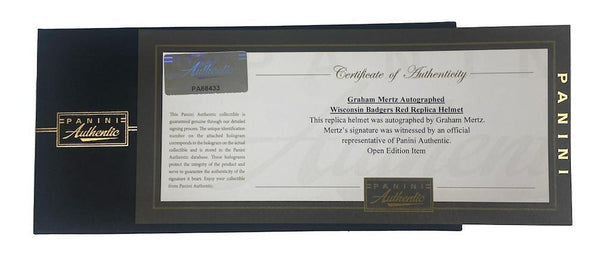 PANINI
Authentic
Authentic
PA88433
This Panini Authentic collectible is
guaranteed genuine through our detailed
signing process. The unique identification
number on the attached hologram
corresponds to the hologram on the actual
collectible and is stored in the Panini
Authentic database. These holograms
protect the integrity of the product and
serve to guarantee the authenticity of the
signature it bears. Enjoy your collectible
from Panini Authentic.
Certificate of Authenticity
Graham Mertz Autographed
Wisconsin Badgers Red Replica Helmet
This replica helmet was autographed by Graham Mertz.
Mertz's signature was witnessed by an official
representative of Panini Authentic.
Open Edition Item
PANINI
Authentic
PANINI